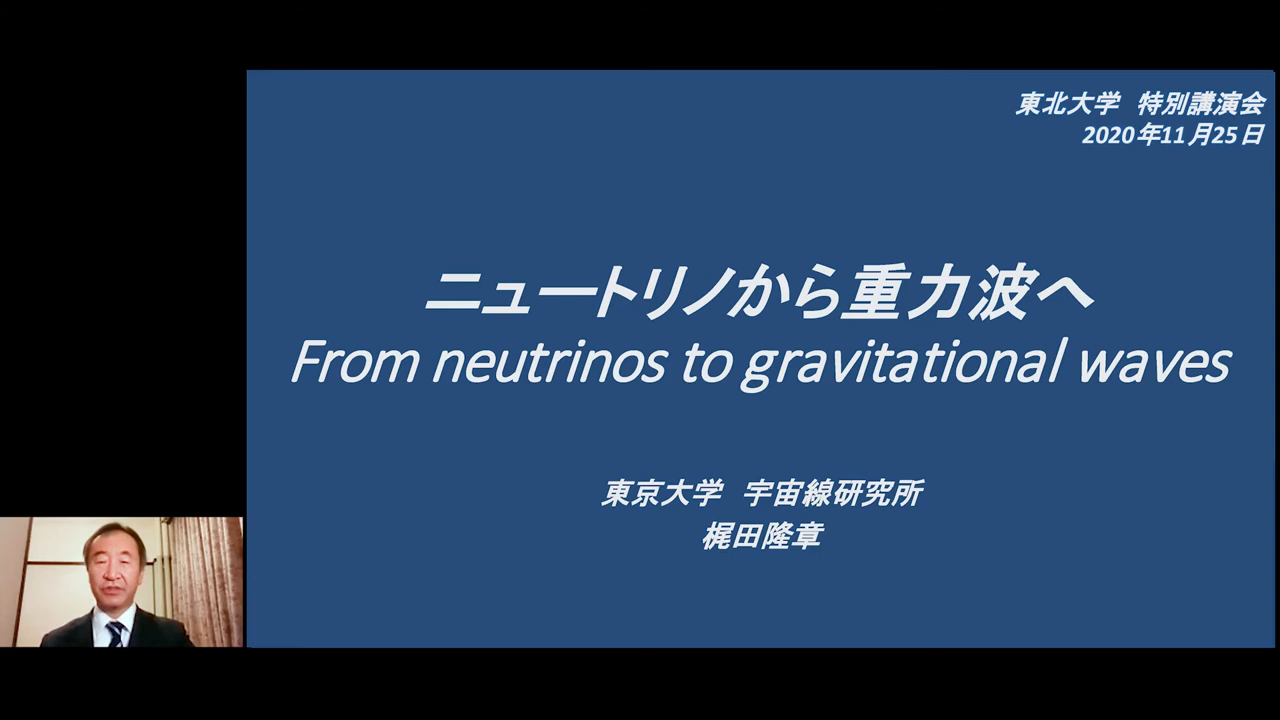 東北大学 特別講演会
2020年11月25日
ニュートリノから重力波へ
From neutrinos to gravitational waves
東京大学 宇宙線研究所
梶田隆章